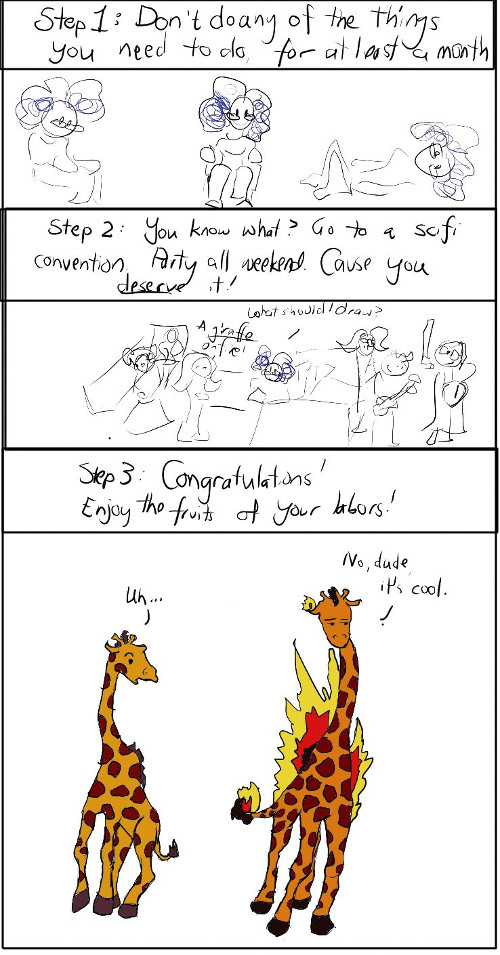 Step 1: Don't do any of the things
you need to do, for at least a month
Step 2: You know what? Go to a scifi
convention. Party all weekend. Cause you
deserve it!
What should I draw?
A giraffe
on fire!
Step 3: Congratulations!
Enjoy the fruits of your labors!
No, dude,
it's cool.
Uh...